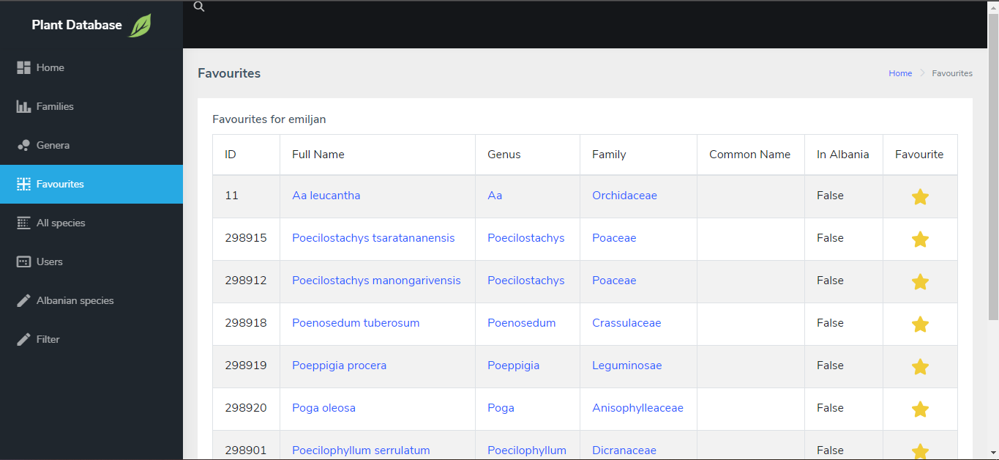 Plant Database
Home
Families
Genera
Favourites
All species
Users
Albanian species
Filter
Favourites
Home > Favourites
Favourites for emiljan
ID Full Name Genus Family Common Name In Albania Favourite
11 Aa leucantha Aa Orchidaceae False
298915 Poecilostachys tsaratananensis Poecilostachys Poaceae False
298912 Poecilostachys manongarivensis Poecilostachys Poaceae False
298918 Poenosedum tuberosum Poenosedum Crassulaceae False
298919 Poeppigia procera Poeppigia Leguminosae False
298920 Poga oleosa Poga Anisophylleaceae False
298901 Poecilophyllum serrulatum Poecilophyllum Dicranaceae False